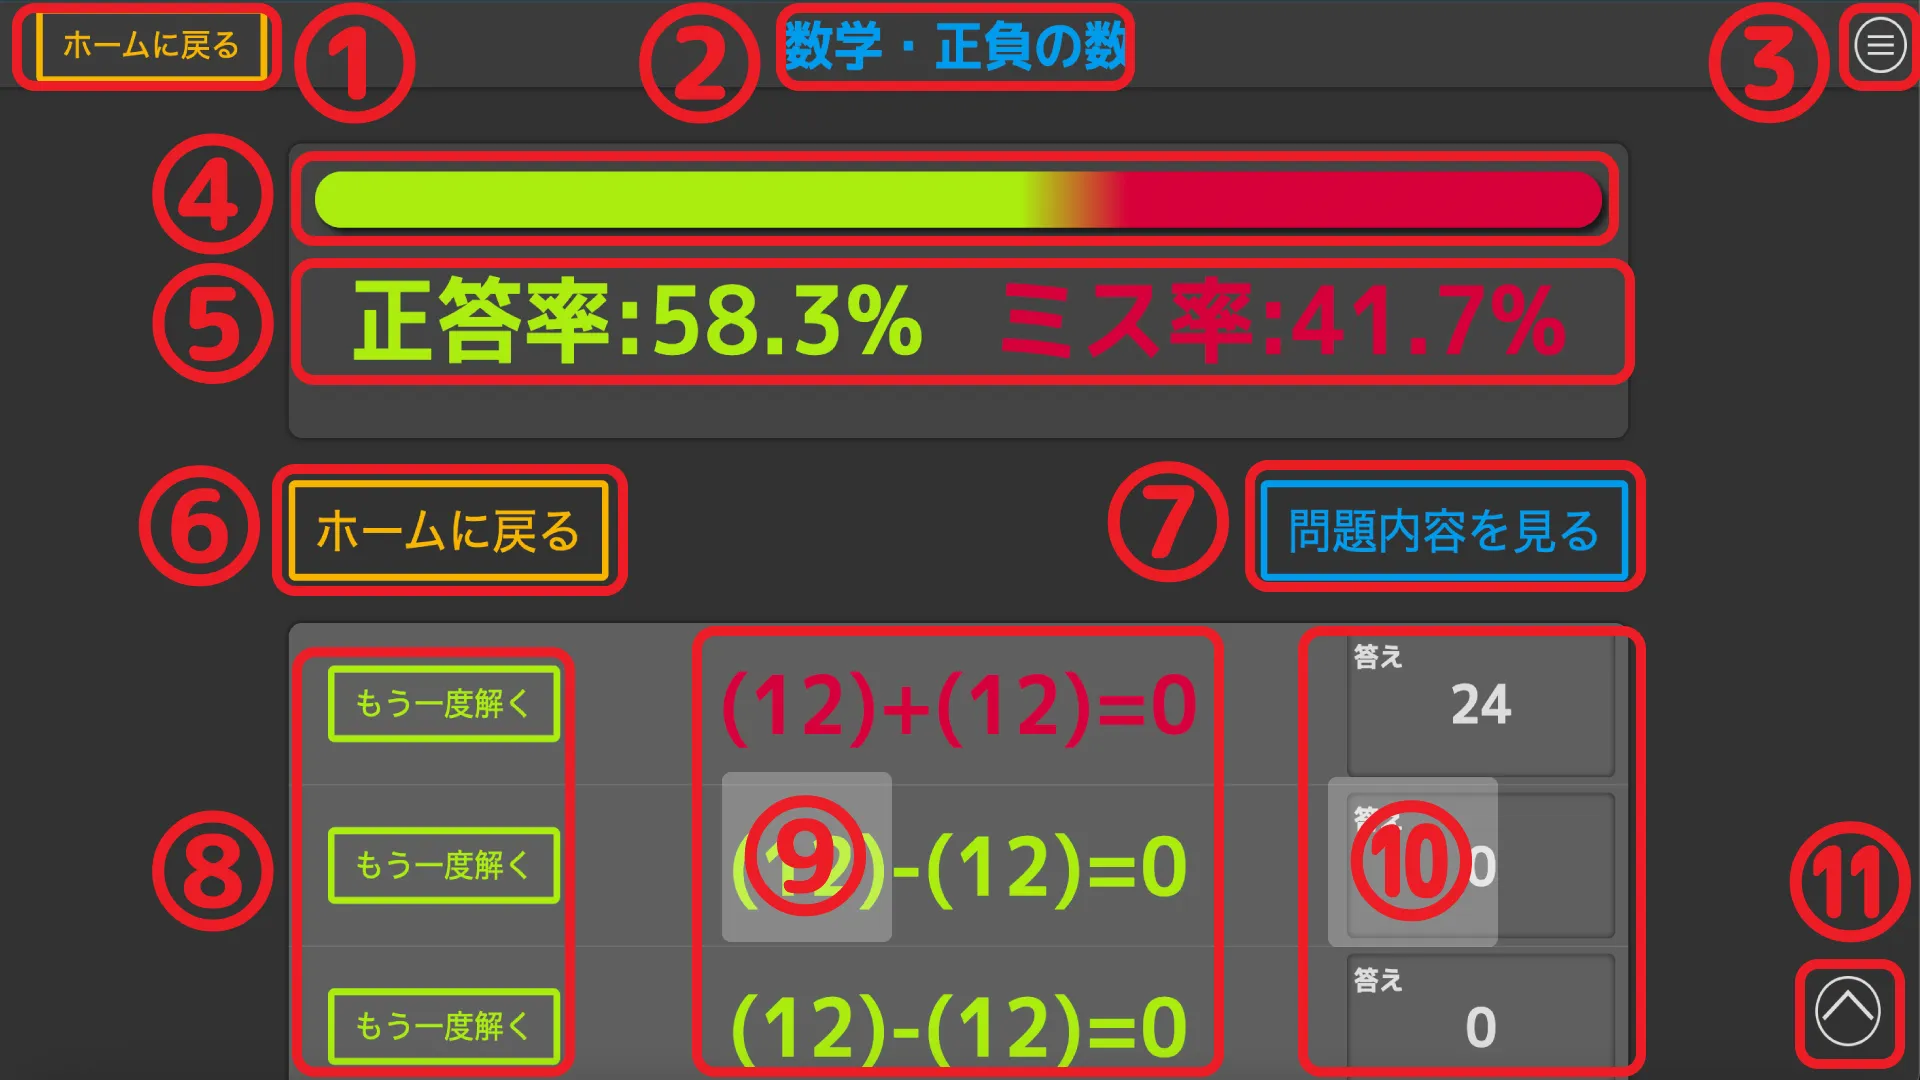 ホームに戻る ① ② 数学・正負の数 ③
④
⑤ 正答率:58.3% ミス率:41.7%
⑥ ホームに戻る ⑦ 問題内容を見る
もう一度解く (12)+(12)=0 答え 24
⑧ もう一度解く ⑨ (12)-(12)=0 ⑩ 答え 0 ⑪
もう一度解く (12)-(12)=0 答え 0